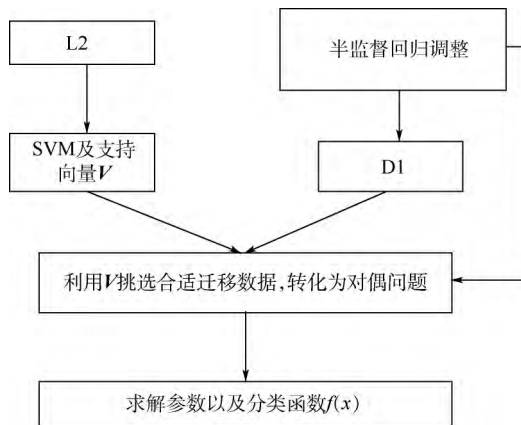 L2
半监督回归调整
SVM及支持
向量V
D1
利用V挑选合适迁移数据,转化为对偶问题
求解参数以及分类函数f(x)